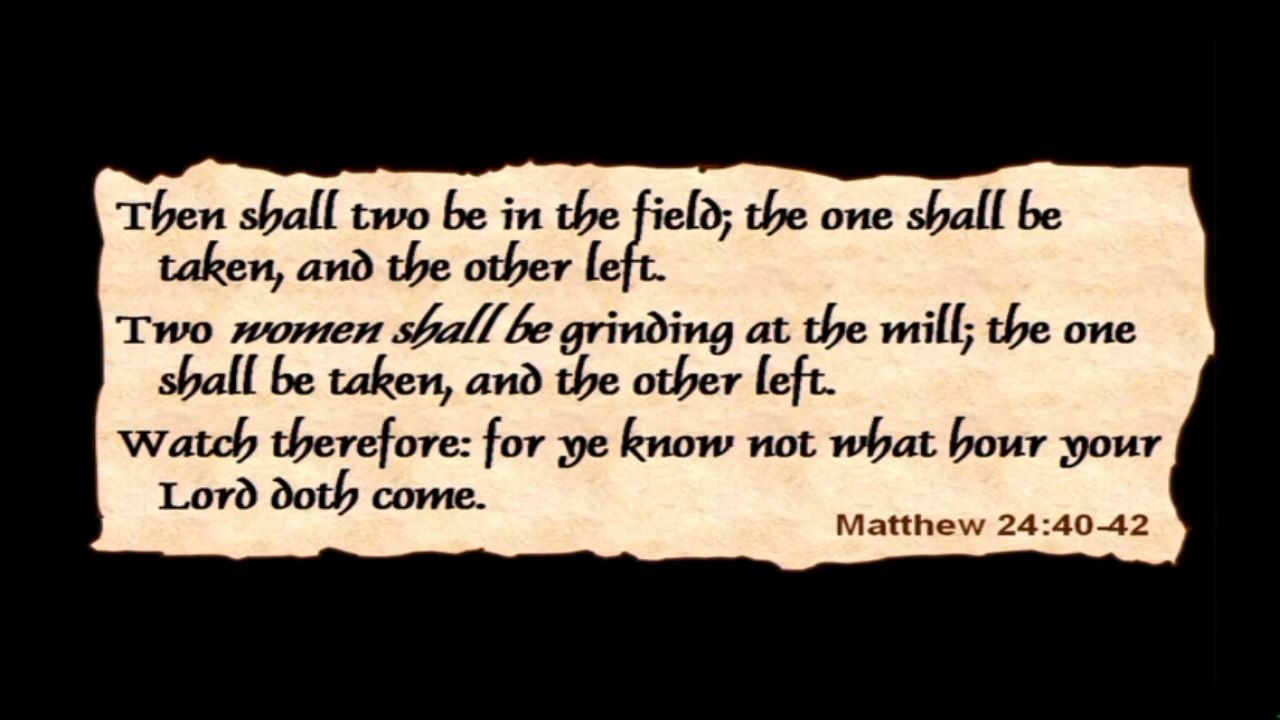 Then shall two be in the field; the one shall be
taken, and the other left.
Two women shall be grinding at the mill; the one
shall be taken, and the other left.
Watch therefore: for ye know not what hour your
Lord doth come.
Matthew 24:40-42